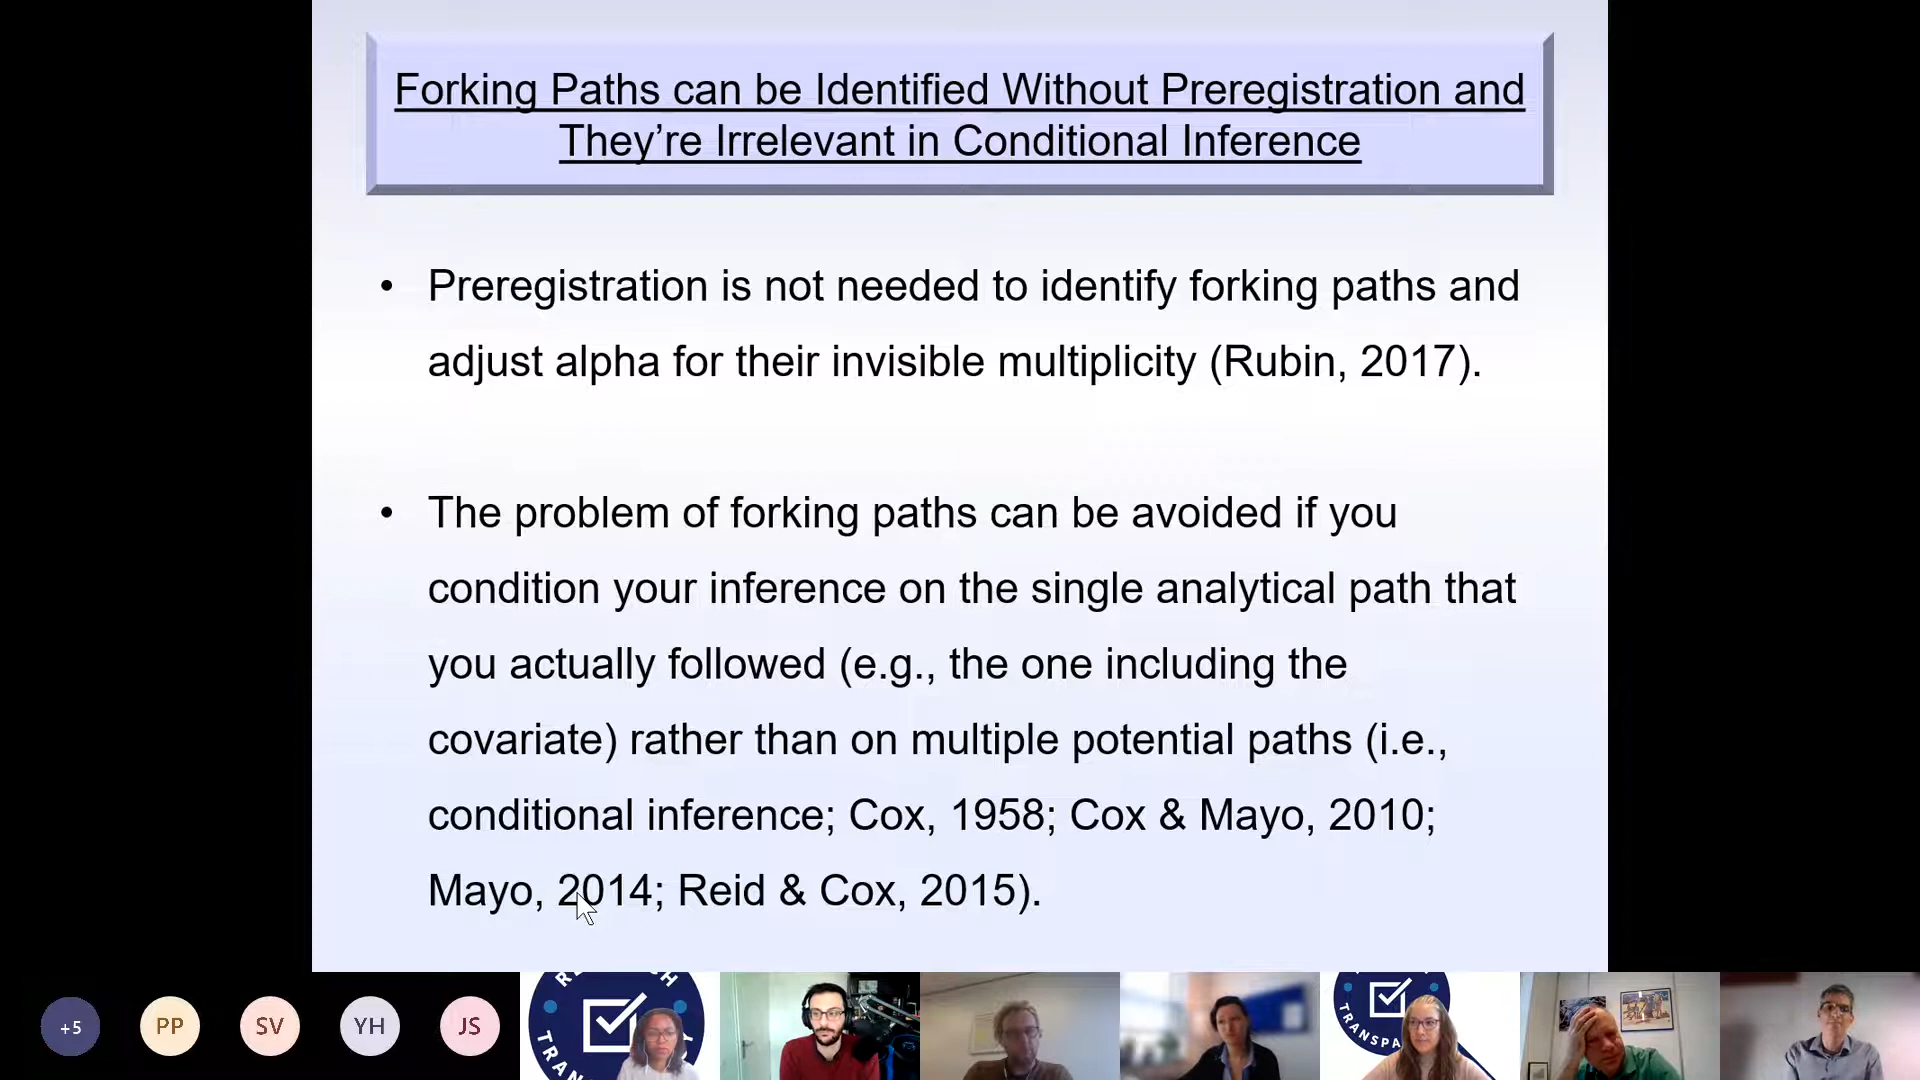 Forking Paths can be Identified Without Preregistration and
They’re Irrelevant in Conditional Inference
• Preregistration is not needed to identify forking paths and
adjust alpha for their invisible multiplicity (Rubin, 2017).
• The problem of forking paths can be avoided if you
condition your inference on the single analytical path that
you actually followed (e.g., the one including the
covariate) rather than on multiple potential paths (i.e.,
conditional inference; Cox, 1958; Cox & Mayo, 2010;
Mayo, 2014; Reid & Cox, 2015).
+5
PP
SV
YH
JS